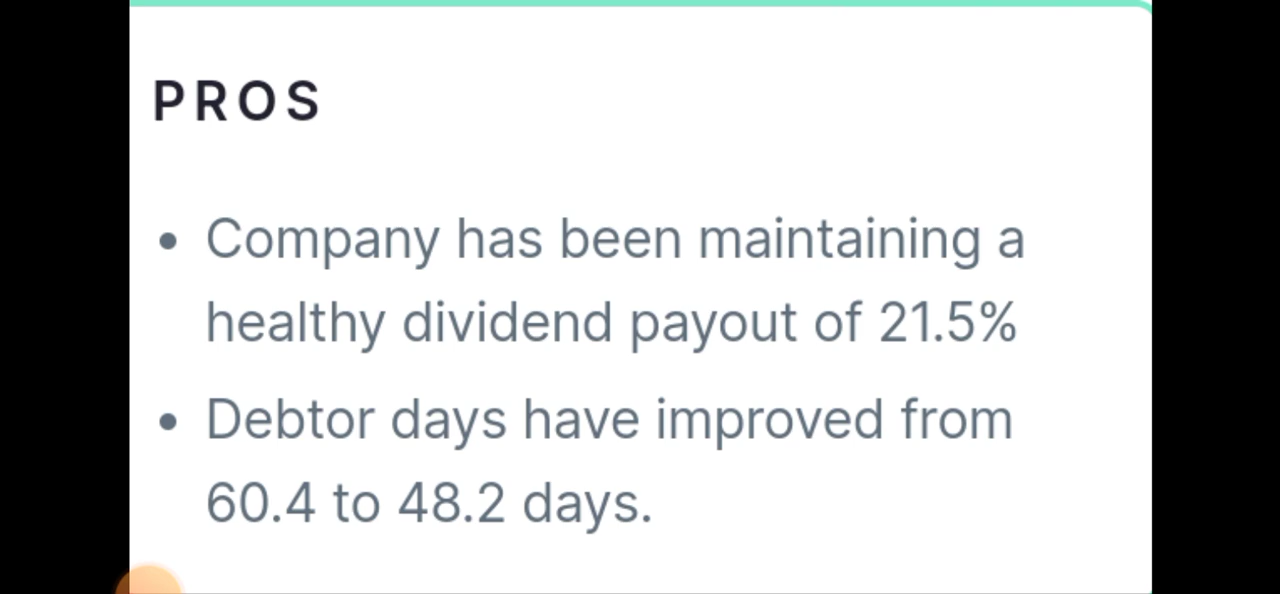 PROS
• Company has been maintaining a
healthy dividend payout of 21.5%
• Debtor days have improved from
60.4 to 48.2 days.